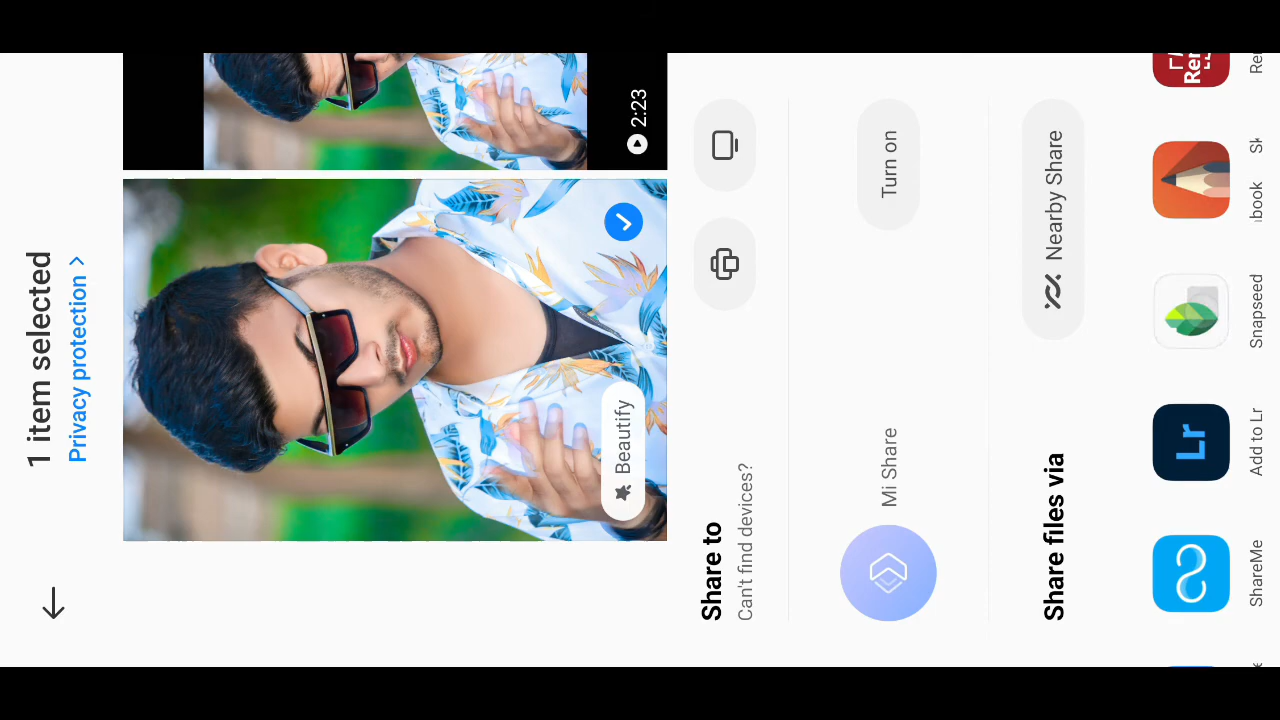 1 item selected
Privacy protection >
2:23
Beautify
Share to
Can't find devices?
Mi Share
Turn on
Share files via
Nearby Share
ShareMe
Add to Lr
Lr
Snapseed